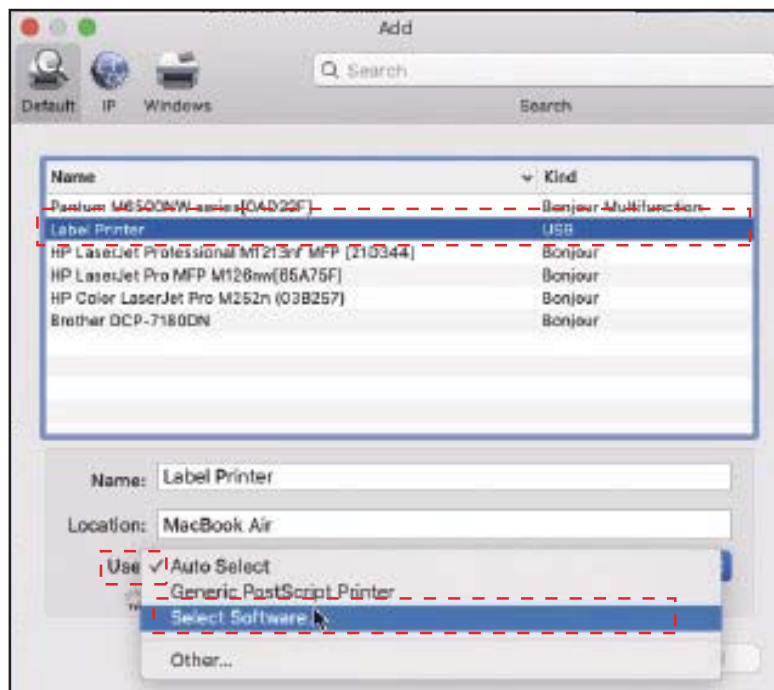 Add
Search
Default IP Windows Search
Name Kind
Pantum M6500NW series[0AD22F] Bonjour Multifunction
Label Printer USB
HP LaserJet Professional M1213nf MFP [21D344] Bonjour
HP LaserJet Pro MFP M126nw[65A75F] Bonjour
HP Color LaserJet Pro M252n (03B257) Bonjour
Brother DCP-7180DN Bonjour
Name: Label Printer
Location: MacBook Air
Use ✓ Auto Select
Generic PostScript Printer
Select Software
Other...